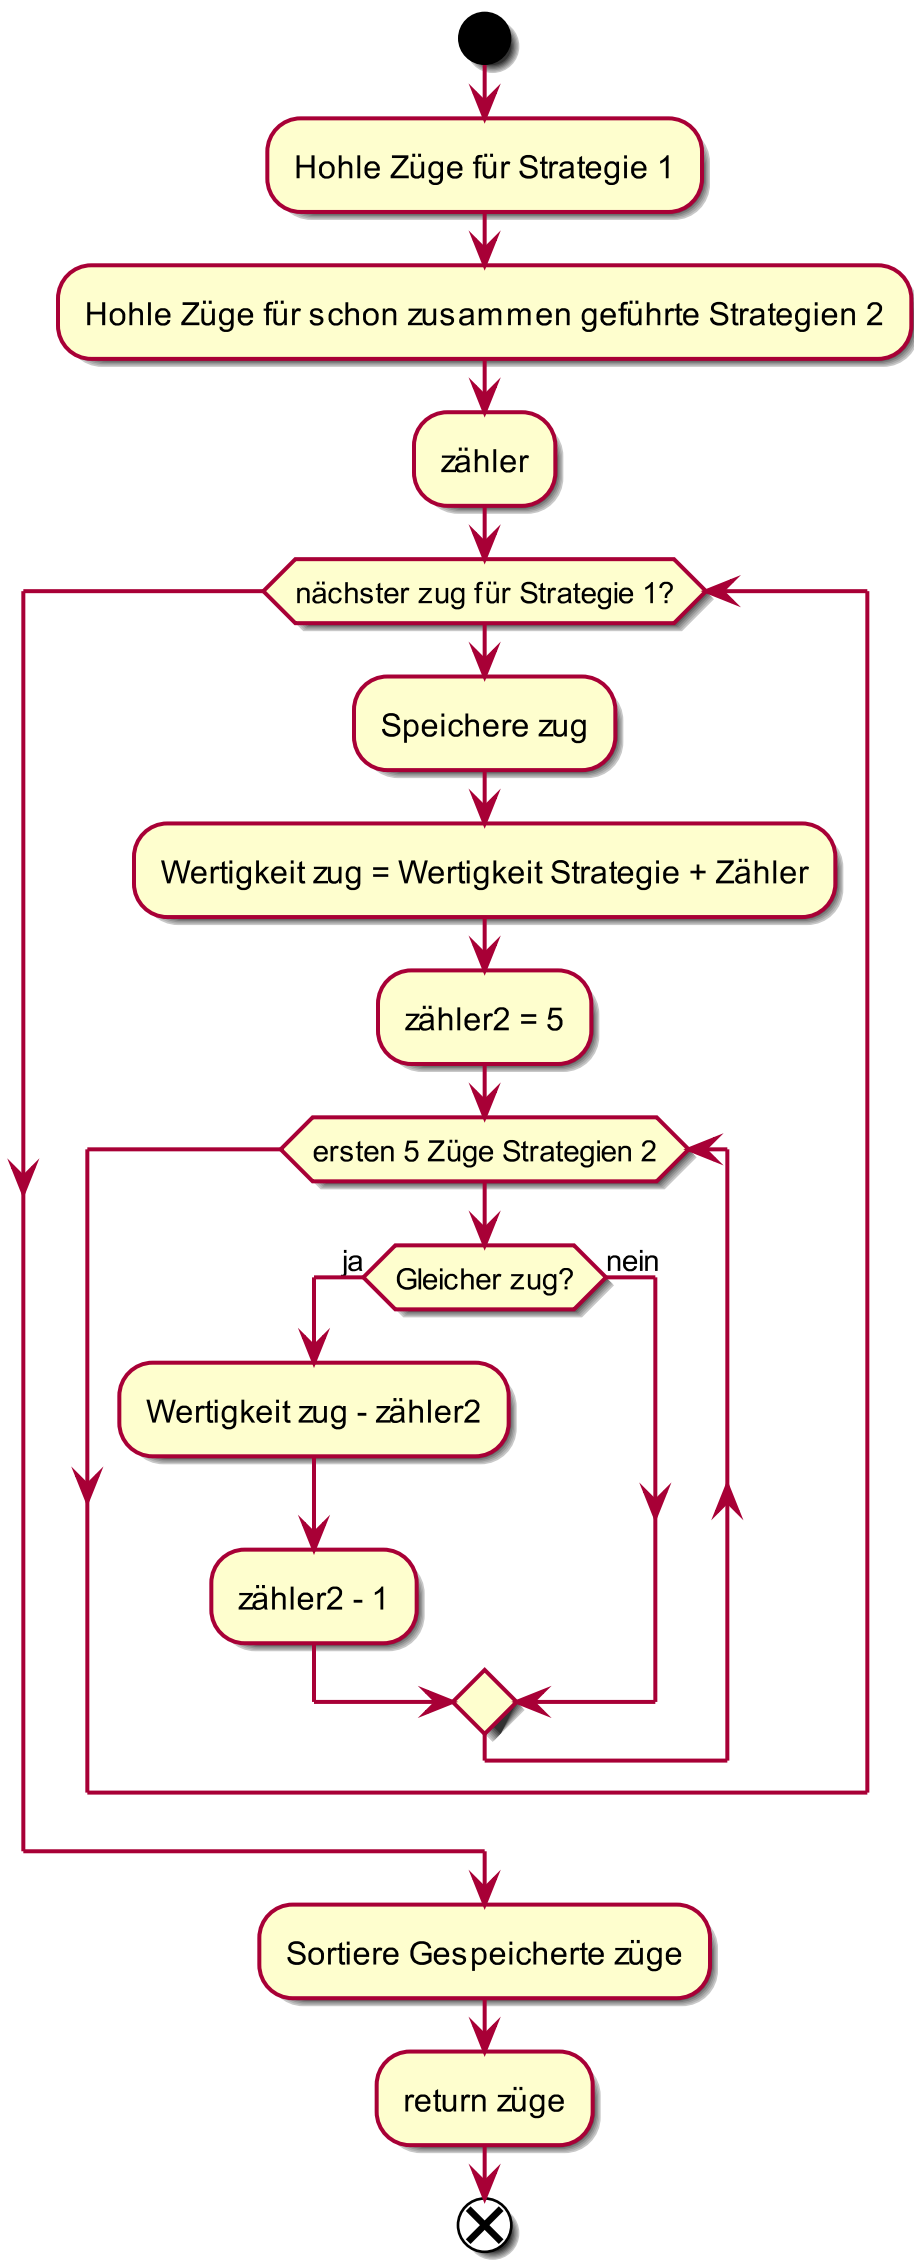 Hohle Züge für Strategie 1
Hohle Züge für schon zusammen geführte Strategien 2
zähler
nächster zug für Strategie 1?
Speichere zug
Wertigkeit zug = Wertigkeit Strategie + Zähler
zähler2 = 5
ersten 5 Züge Strategien 2
ja
Gleicher zug?
nein
Wertigkeit zug - zähler2
zähler2 - 1
Sortiere Gespeicherte züge
return züge